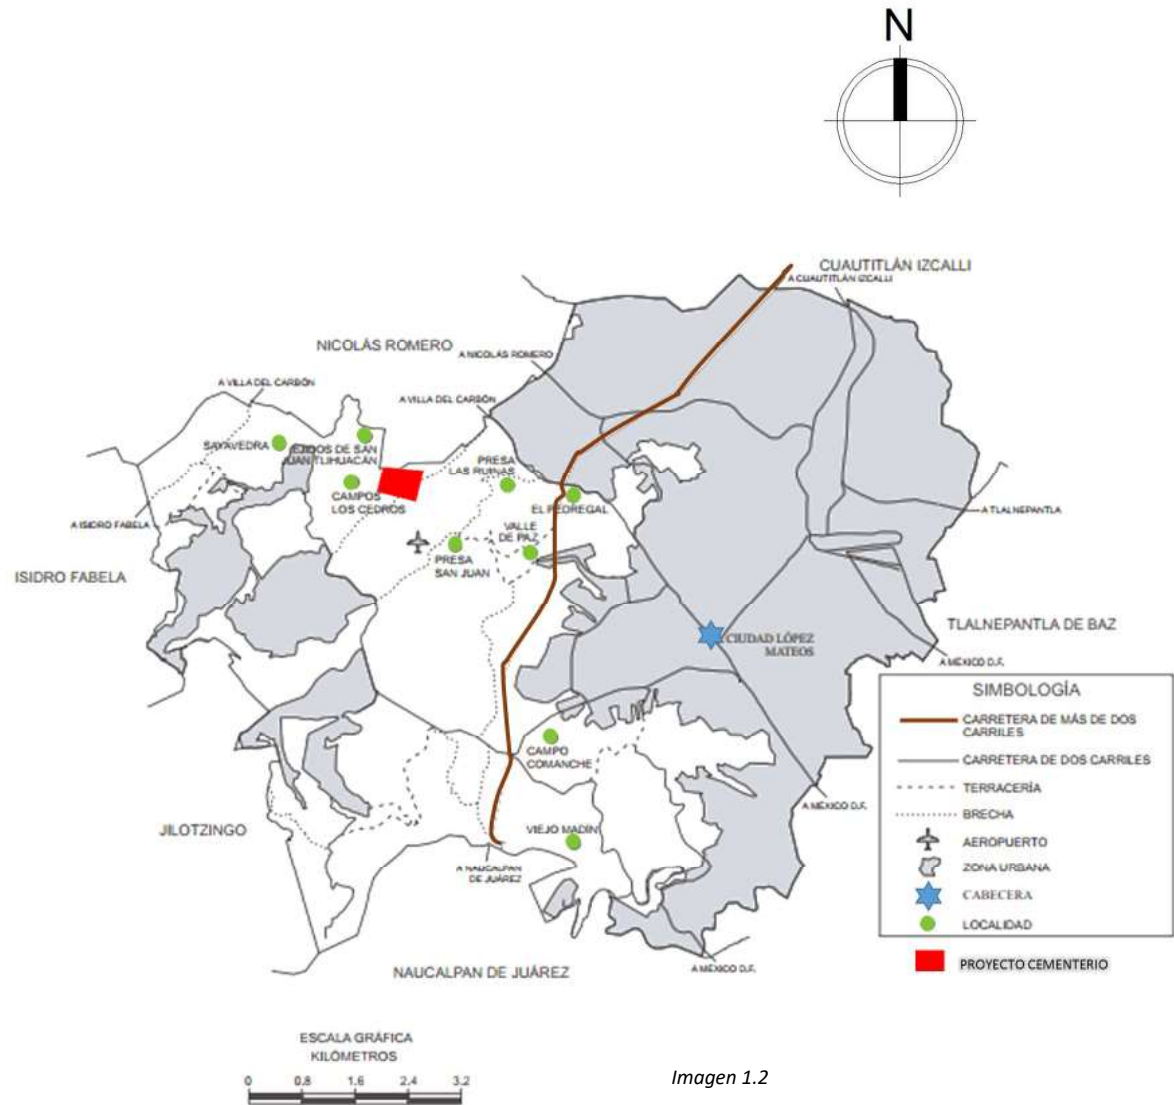 N
CUAUTITLÁN IZCALLI
A CUAUTITLÁN IZCALLI
NICOLÁS ROMERO
A NICOLÁS ROMERO
A VILLA DEL CARBÓN
A VILLA DEL CARBÓN
SAYAVEDRA
EJIDOS DE SAN
JUAN TLIHUACÁN
PRESA
LAS RUINAS
CAMPOS
LOS CEDROS
EL PEDREGAL
A ISIDRO FABELA
A TLALNEPANTLA
VALLE
DE PAZ
PRESA
SAN JUAN
ISIDRO FABELA
TLALNEPANTLA DE BAZ
CIUDAD LÓPEZ
MATEOS
A MÉXICO D.F.
SIMBOLOGÍA
CARRETERA DE MÁS DE DOS
CARRILES
CARRETERA DE DOS CARRILES
TERRACERÍA
BRECHA
AEROPUERTO
ZONA URBANA
CABECERA
LOCALIDAD
PROYECTO CEMENTERIO
CAMPO
COMANCHE
A MÉXICO D.F.
JILOTZINGO
VIEJO MADÍN
A NAUCALPAN
DE JUÁREZ
NAUCALPAN DE JUÁREZ
A MÉXICO D.F.
ESCALA GRÁFICA
KILÓMETROS
0 0.8 1.6 2.4 3.2
Imagen 1.2